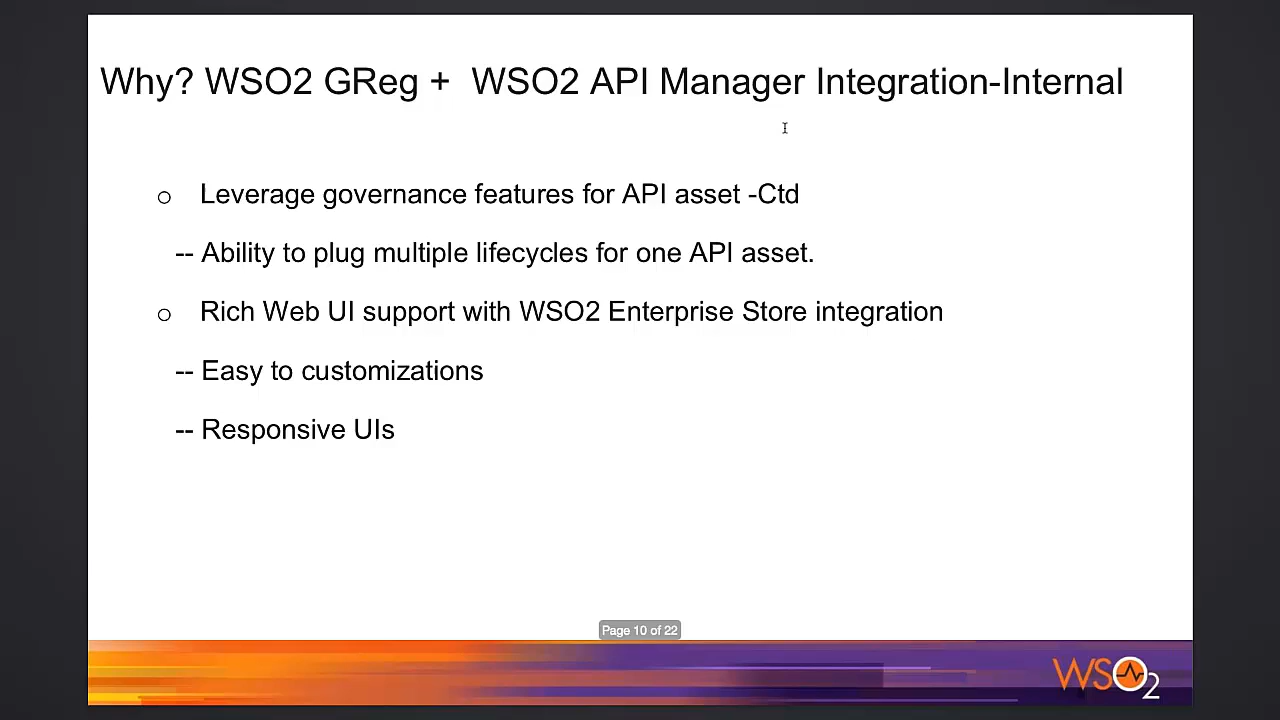 Why? WSO2 GReg +  WSO2 API Manager Integration-Internal
o Leverage governance features for API asset -Ctd
-- Ability to plug multiple lifecycles for one API asset.
o Rich Web UI support with WSO2 Enterprise Store integration
-- Easy to customizations
-- Responsive UIs
Page 10 of 22
WSO2